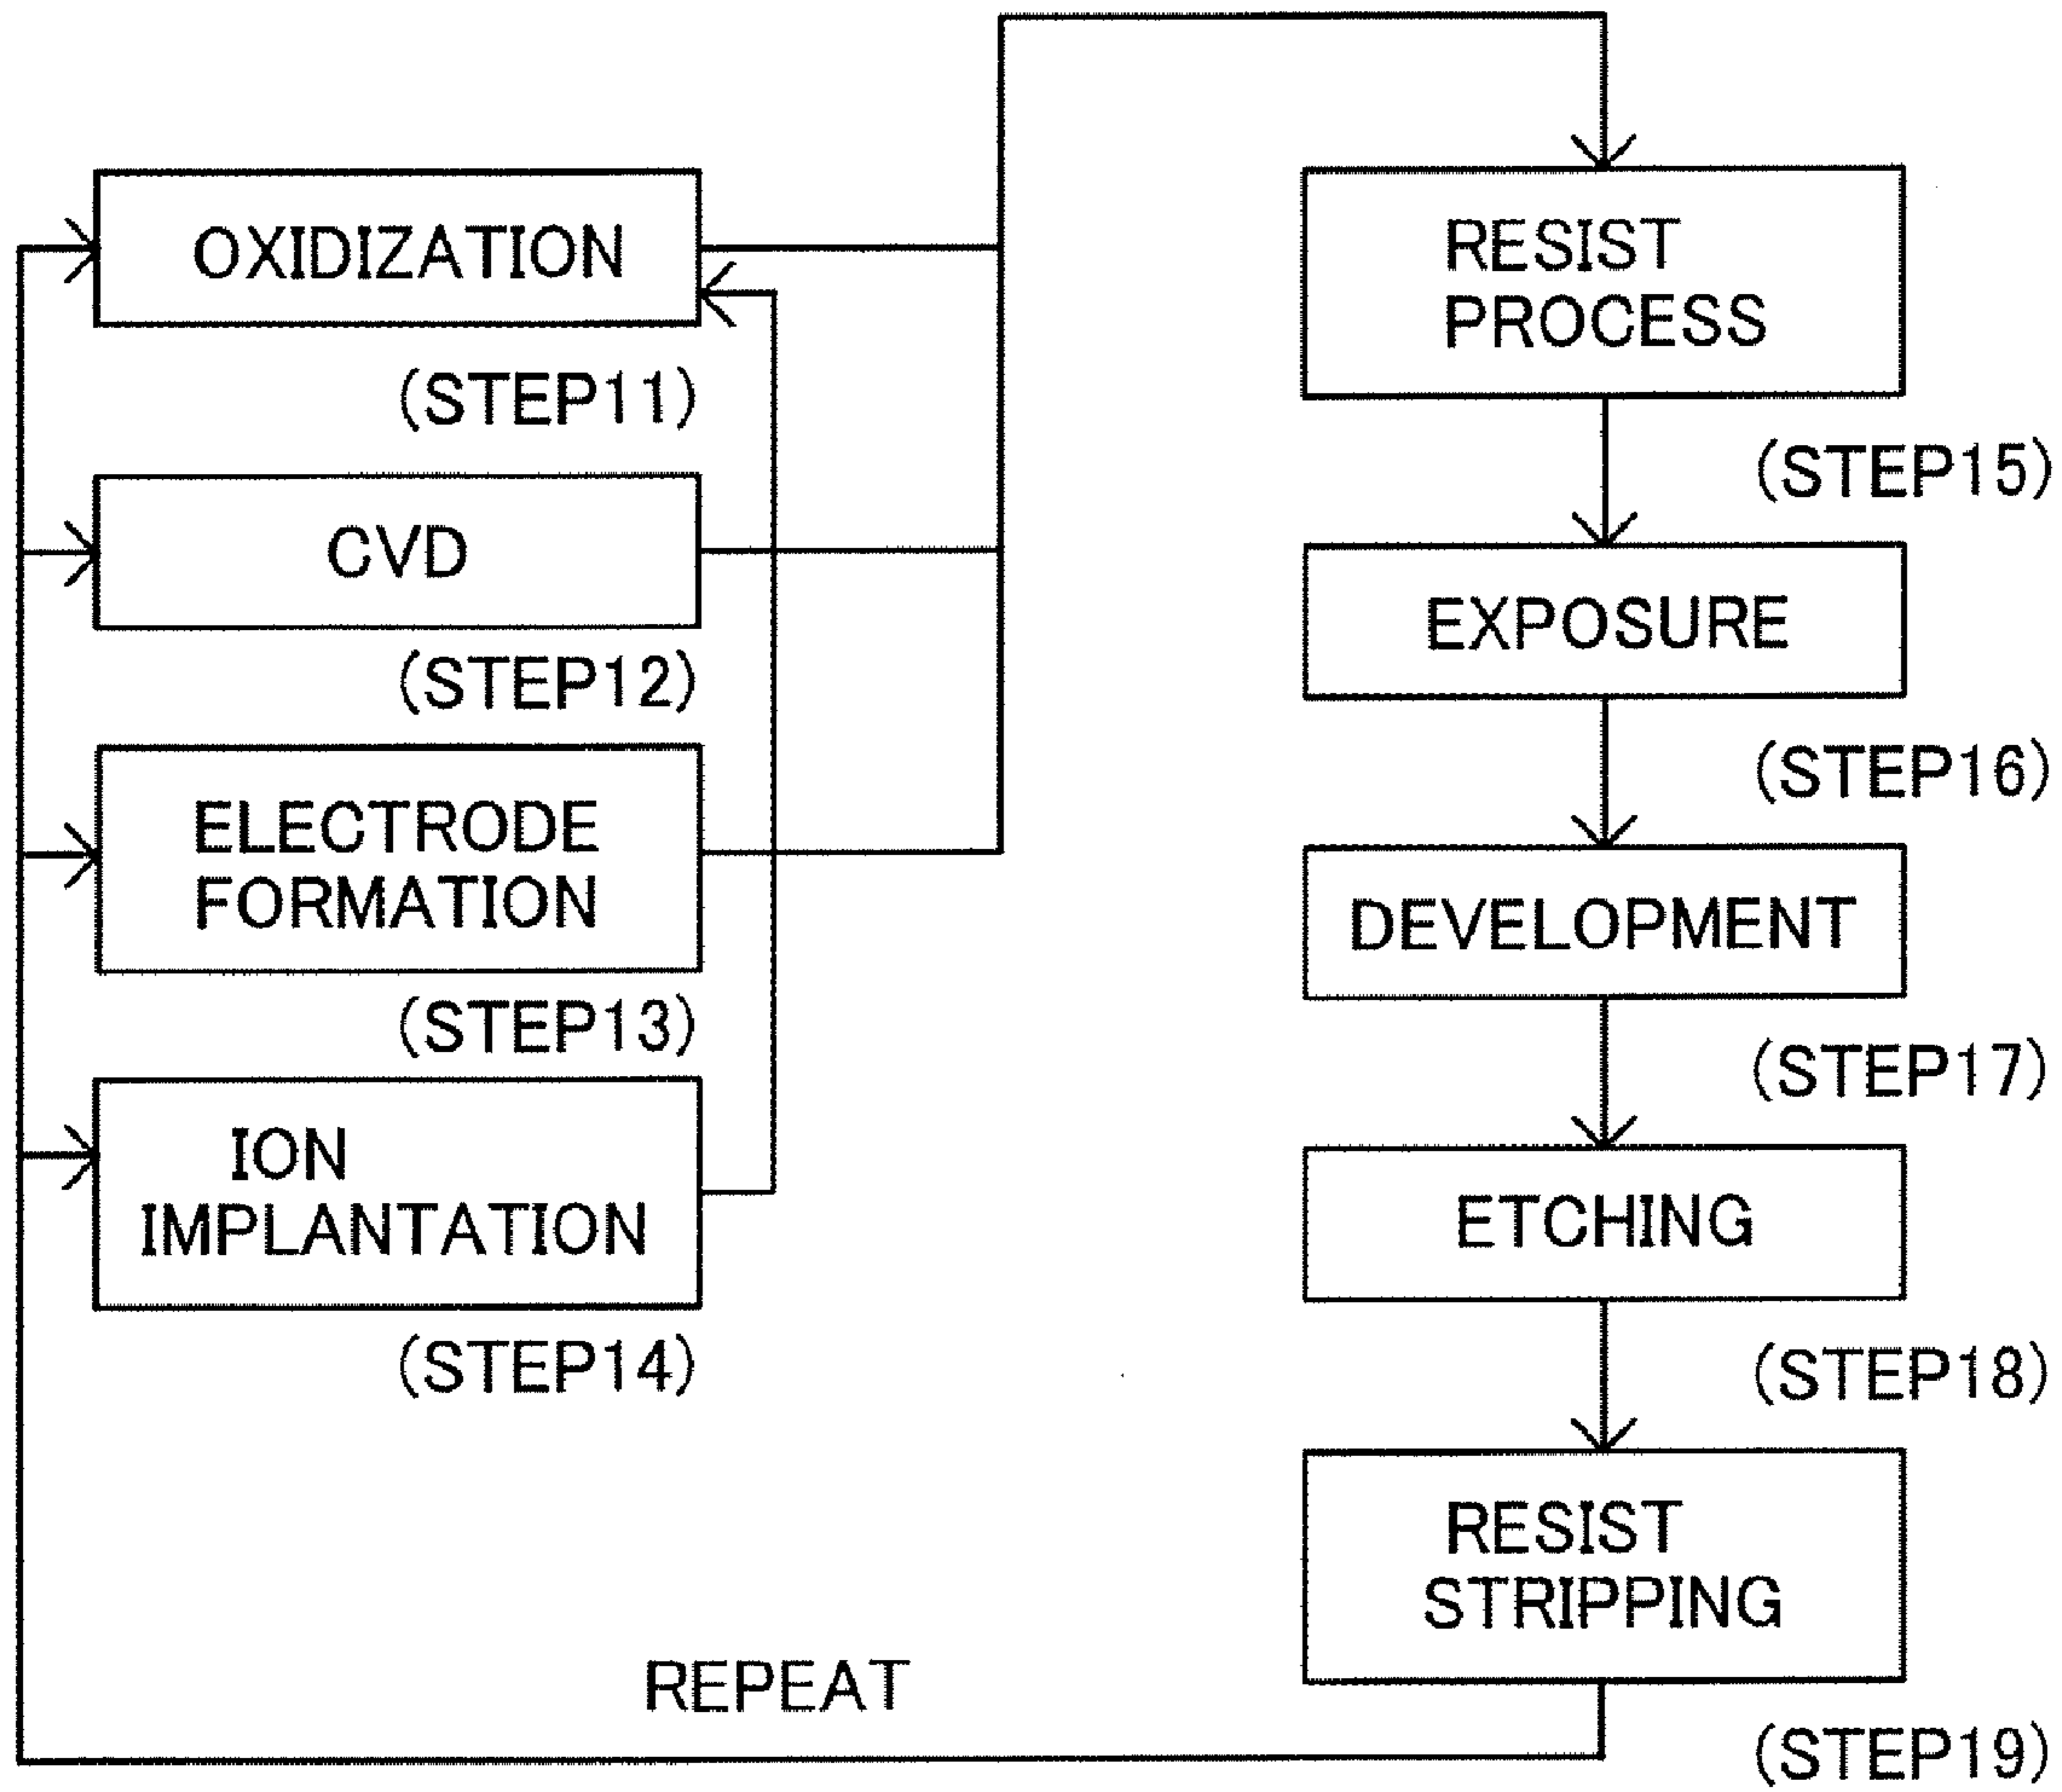 OXIDIZATION
(STEP11)
CVD
(STEP12)
ELECTRODE
FORMATION
(STEP13)
ION
IMPLANTATION
(STEP14)
RESIST
PROCESS
(STEP15)
EXPOSURE
(STEP16)
DEVELOPMENT
(STEP17)
ETCHING
(STEP18)
RESIST
STRIPPING
(STEP19)
REPEAT